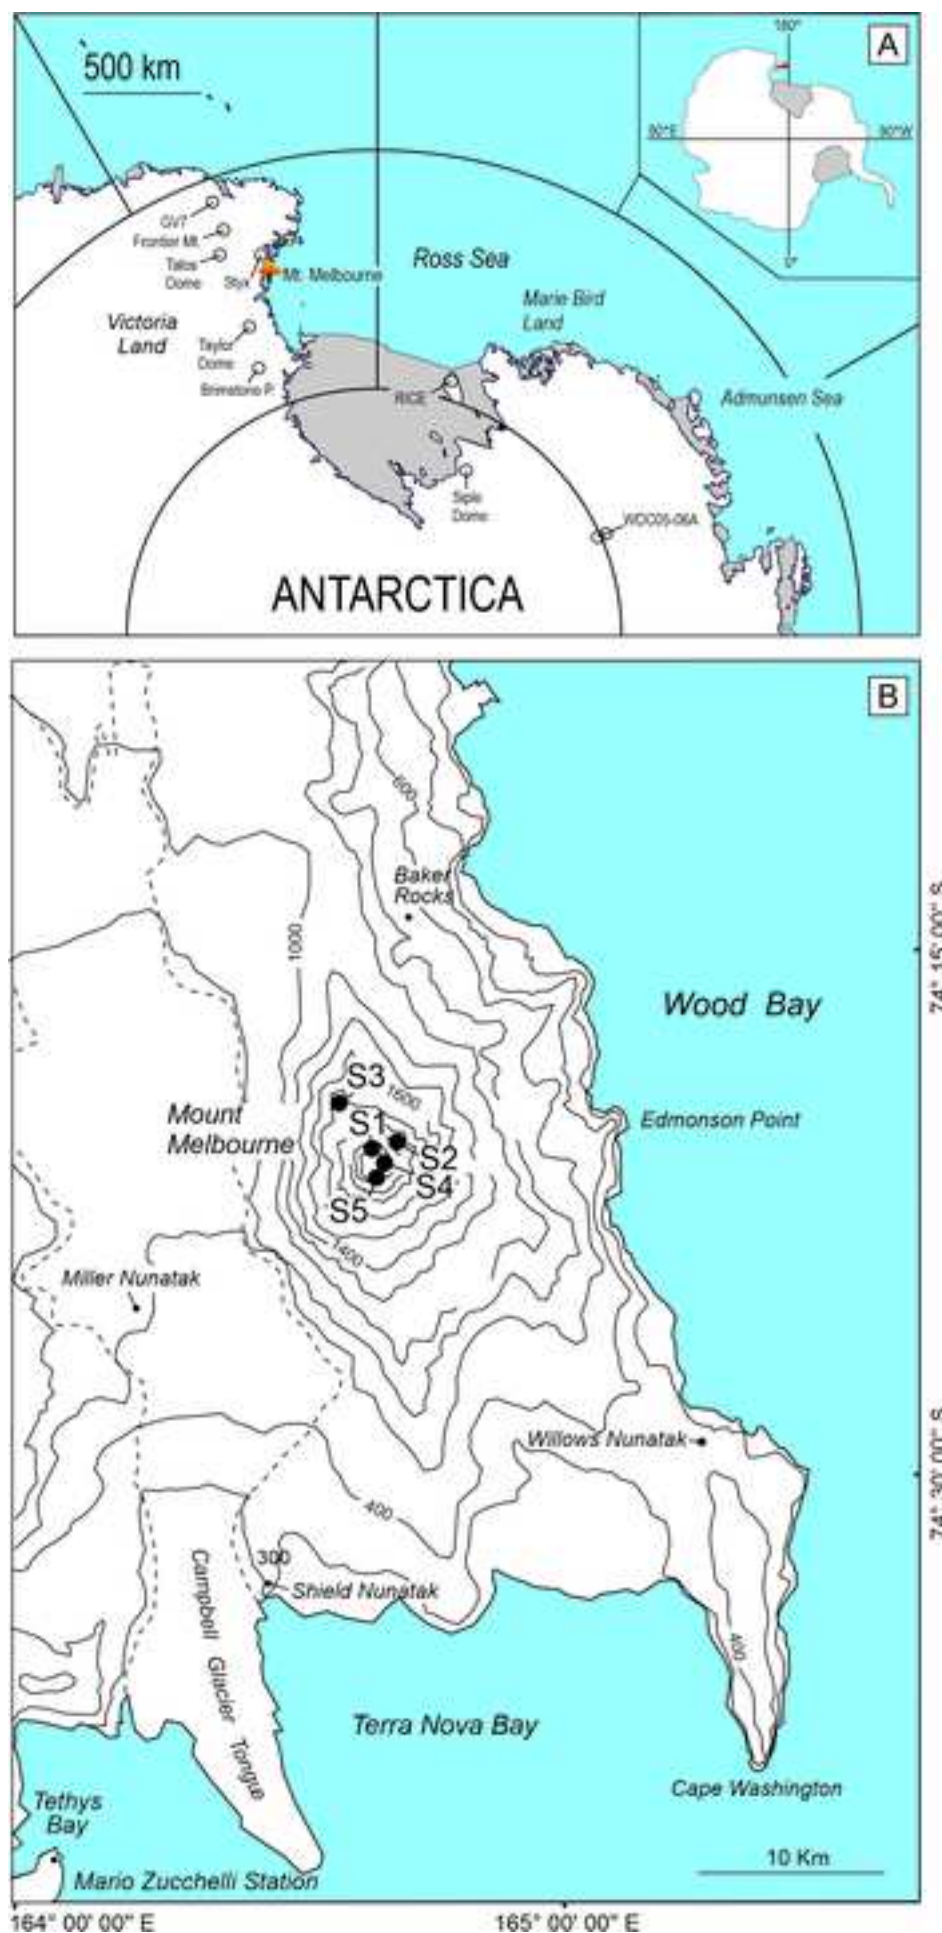 A
500 km
180°
90°E
90°W
0°
GV7
Frontier Mt.
Talos
Dome
Styx
Mt. Melbourne
Ross Sea
Marie Bird
Land
Victoria
Land
Taylor
Dome
Brimstone P.
RICE
Admunsen Sea
Siple
Dome
WDC05-06A
ANTARCTICA
B
600
Baker
Rocks
1000
74° 15' 00" S
Wood Bay
S3
1600
Mount
Melbourne
S1
Edmonson Point
S2
S4
S5
1400
Miller Nunatak
Willows Nunatak
74° 30' 00" S
400
300
Shield Nunatak
Campbell Glacier Tongue
400
Terra Nova Bay
Cape Washington
Tethys
Bay
10 Km
Mario Zucchelli Station
164° 00' 00" E
165° 00' 00" E